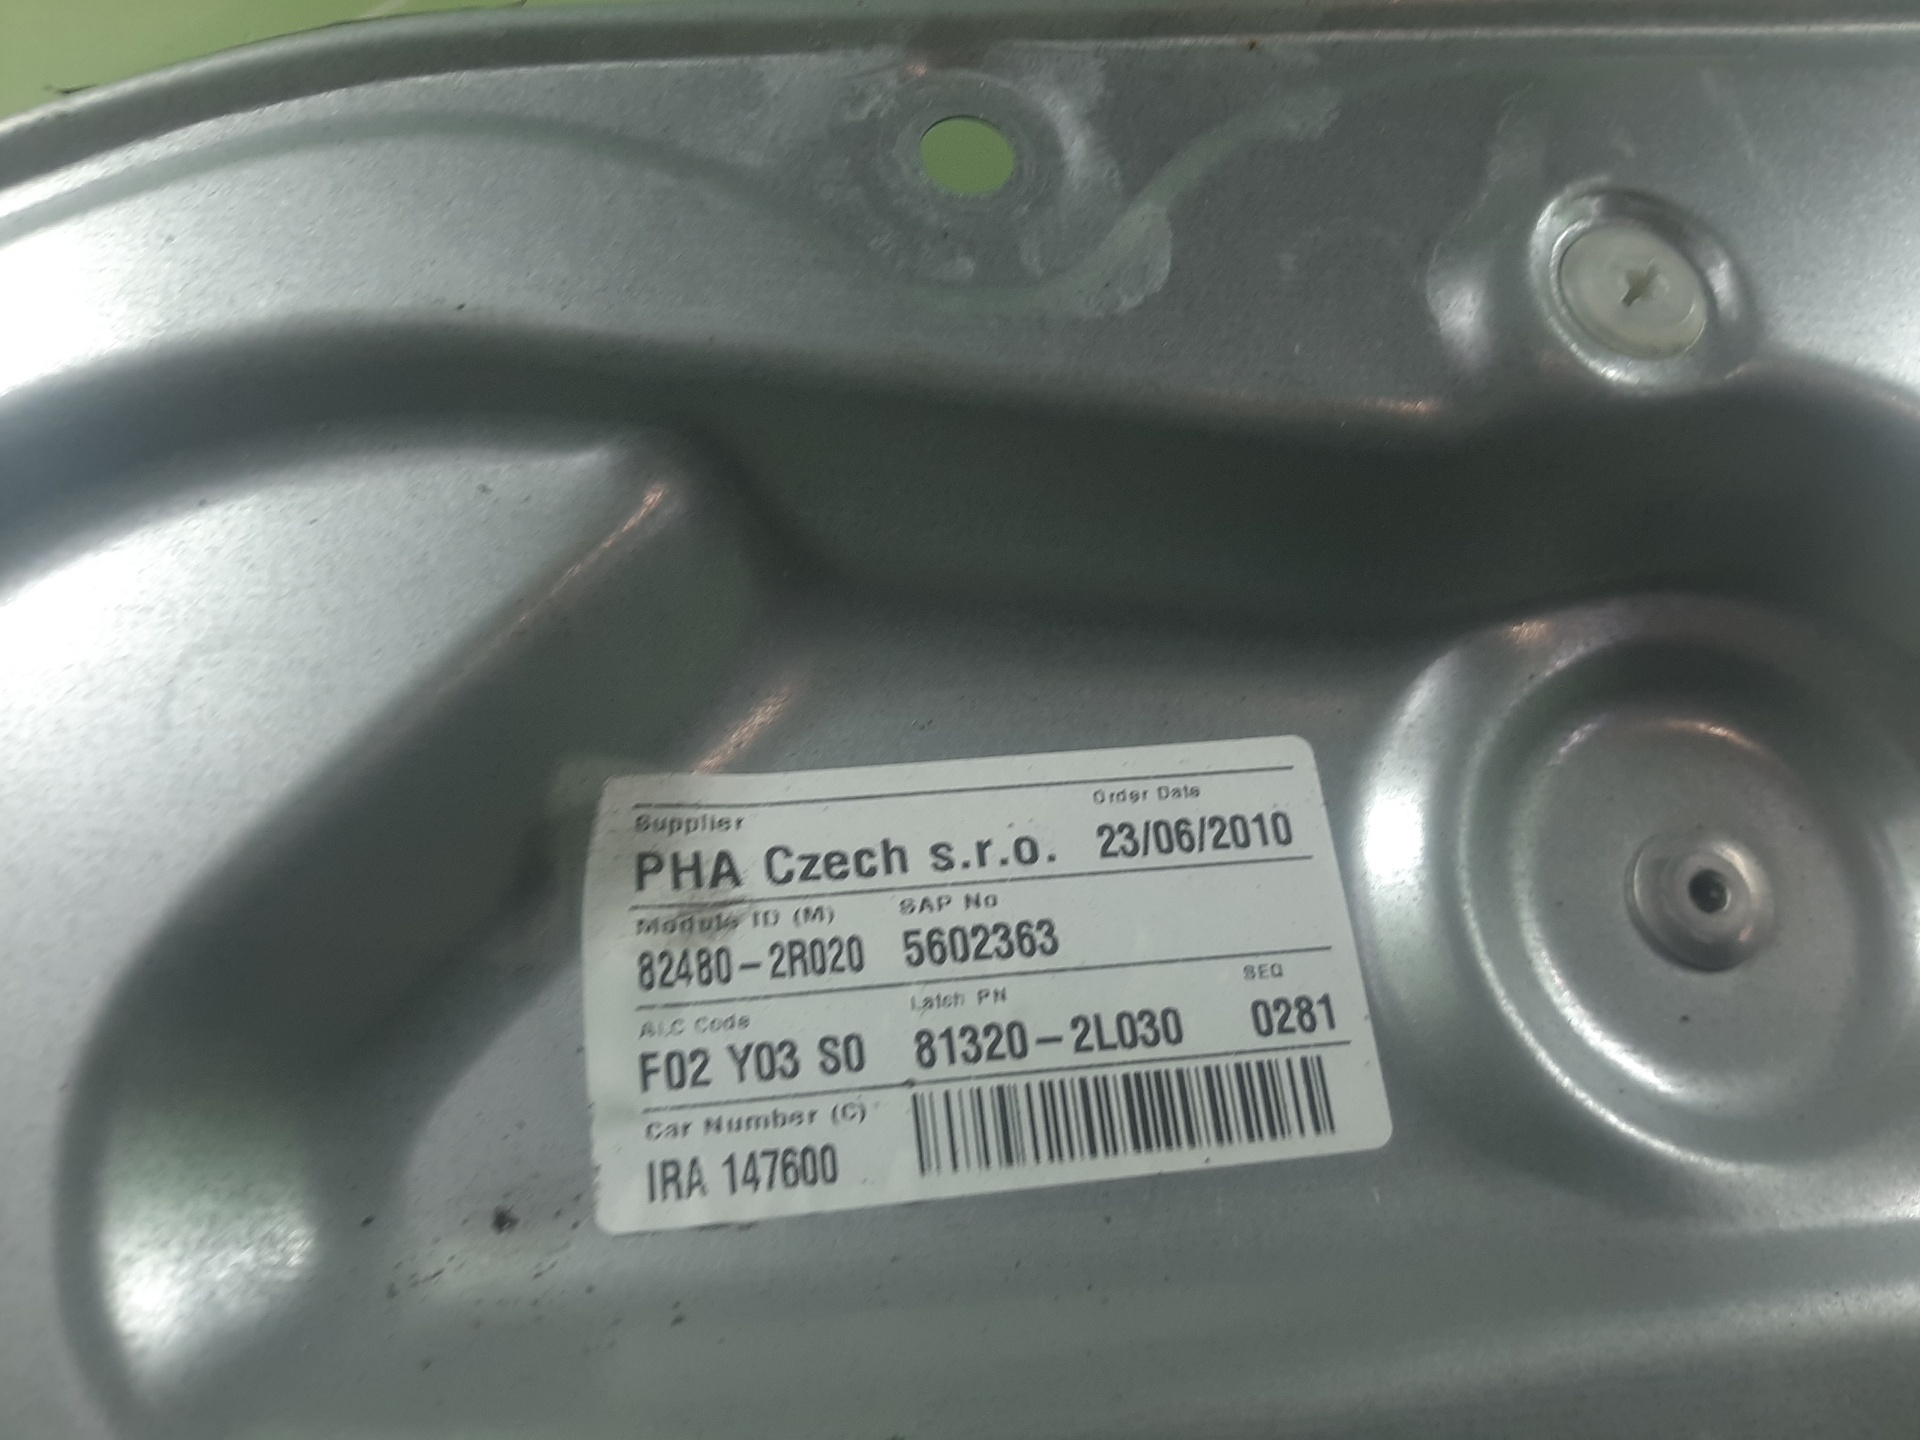 Supplier Order Date
PHA Czech s.r.o. 23/06/2010
Module ID (M) SAP No
82480-2R020 5602363
ALC Code Latch PN SEQ
F02 Y03 S0 81320-2L030 0281
Car Number (C)
IRA 147600